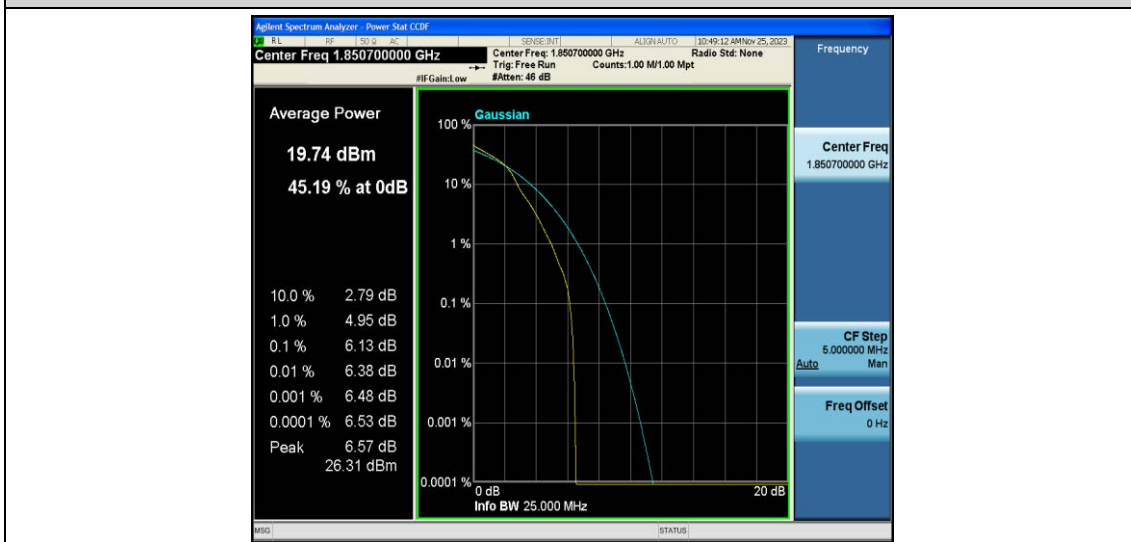 Agilent Spectrum Analyzer - Power Stat CCDF
RL RF 50 Ω AC SENSE:INT ALIGN AUTO 10:49:12 AM Nov 25, 2023
Center Freq 1.850700000 GHz
Center Freq: 1.850700000 GHz Radio Std: None
Trig: Free Run Counts:1.00 M/1.00 Mpt
#IFGain:Low #Atten: 46 dB
Frequency
Average Power
19.74 dBm
45.19 % at 0dB
10.0 % 2.79 dB
1.0 % 4.95 dB
0.1 % 6.13 dB
0.01 % 6.38 dB
0.001 % 6.48 dB
0.0001 % 6.53 dB
Peak 6.57 dB
26.31 dBm
Gaussian
100 %
10 %
1 %
0.1 %
0.01 %
0.001 %
0.0001 %
0 dB 20 dB
Info BW 25.000 MHz
Center Freq
1.850700000 GHz
CF Step
5.000000 MHz
Auto Man
Freq Offset
0 Hz
MSG STATUS